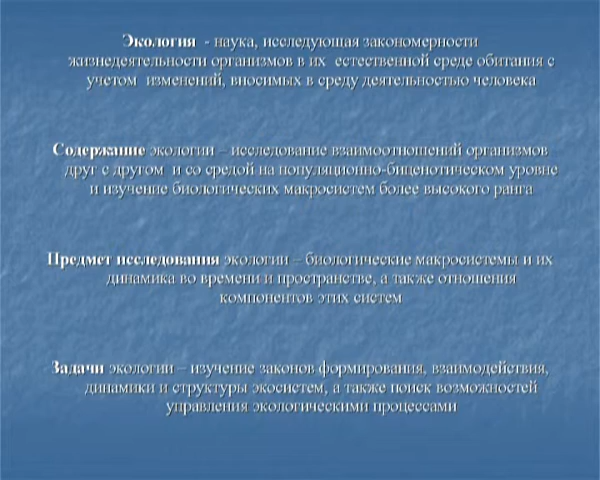 Экология - наука, исследующая закономерности
жизнедеятельности организмов в их естественной среде обитания с
учетом изменений, вносимых в среду деятельностью человека
Содержание экологии – исследование взаимоотношений организмов
друг с другом и со средой на популяционно-биценотическом уровне
и изучение биологических макросистем более высокого ранга
Предмет исследования экологии – биологические макросистемы и их
динамика во времени и пространстве, а также отношения
компонентов этих систем
Задачи экологии – изучение законов формирования, взаимодействия,
динамики и структуры экосистем, а также поиск возможностей
управления экологическими процессами